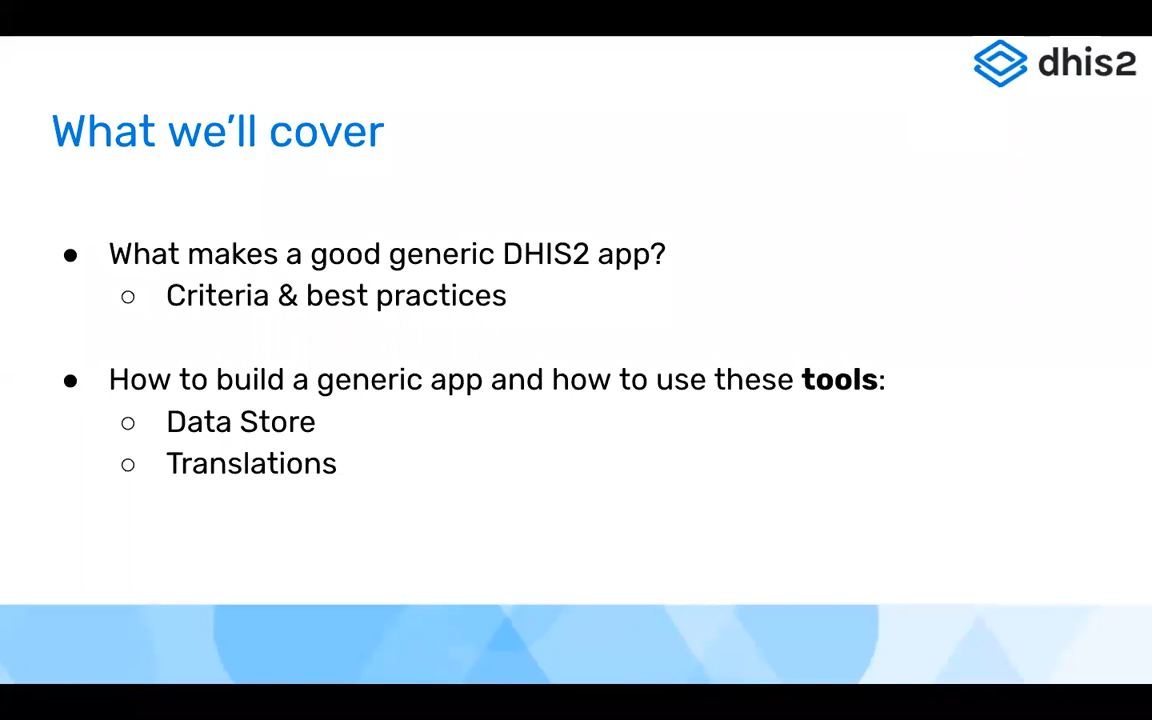 dhis2
What we’ll cover
● What makes a good generic DHIS2 app?
○ Criteria & best practices
● How to build a generic app and how to use these tools:
○ Data Store
○ Translations